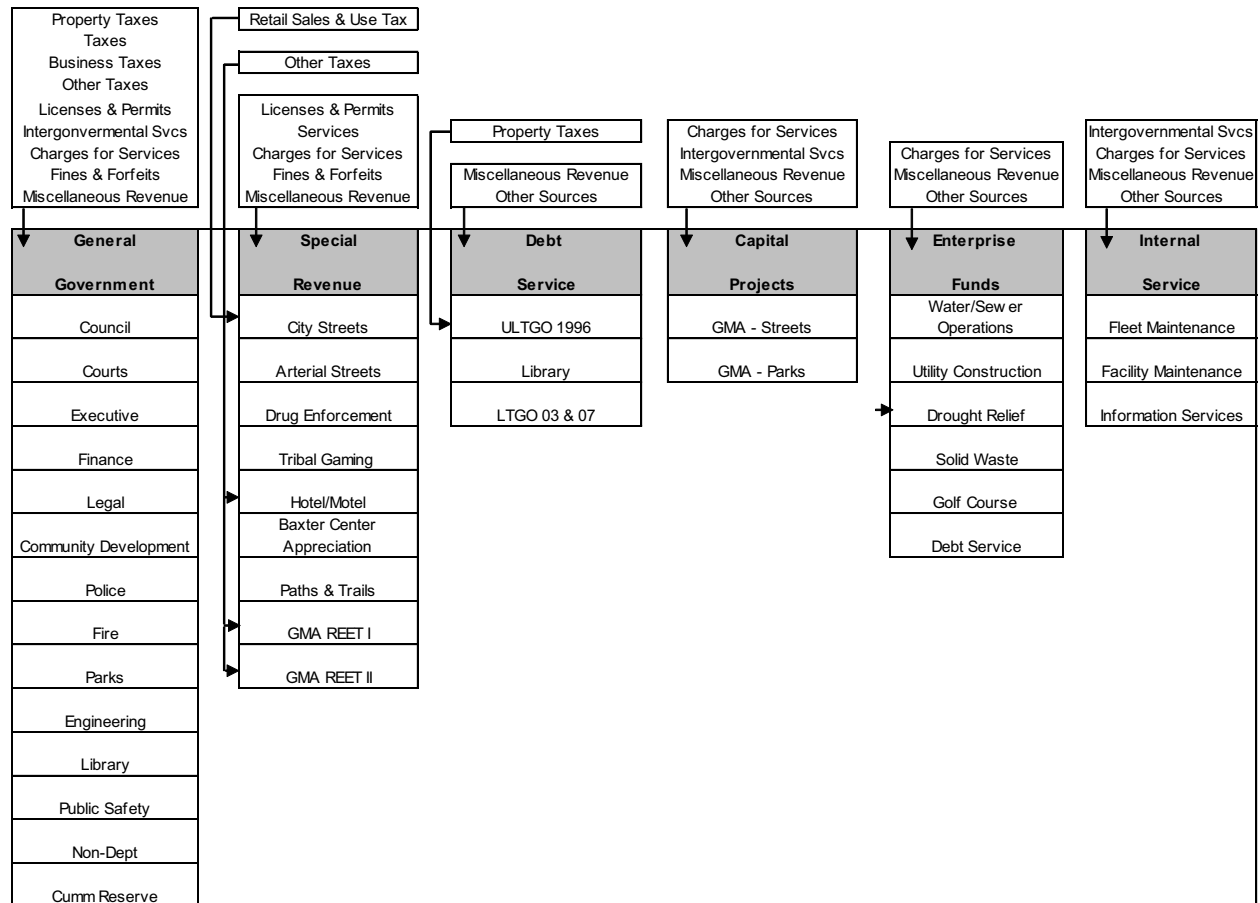 Property Taxes
Taxes
Business Taxes
Other Taxes
Licenses & Permits
Intergonvermental Svcs
Charges for Services
Fines & Forfeits
Miscellaneous Revenue
Retail Sales & Use Tax
Other Taxes
Licenses & Permits
Services
Charges for Services
Fines & Forfeits
Miscellaneous Revenue
Property Taxes
Miscellaneous Revenue
Other Sources
Charges for Services
Intergovernmental Svcs
Miscellaneous Revenue
Other Sources
Charges for Services
Miscellaneous Revenue
Other Sources
Intergovernmental Svcs
Charges for Services
Miscellaneous Revenue
Other Sources
General
Government
Council
Courts
Executive
Finance
Legal
Community Development
Police
Fire
Parks
Engineering
Library
Public Safety
Non-Dept
Cumm Reserve
Special
Revenue
City Streets
Arterial Streets
Drug Enforcement
Tribal Gaming
Hotel/Motel
Baxter Center
Appreciation
Paths & Trails
GMA REET I
GMA REET II
Debt
Service
ULTGO 1996
Library
LTGO 03 & 07
Capital
Projects
GMA - Streets
GMA - Parks
Enterprise
Funds
Water/Sewer
Operations
Utility Construction
Drought Relief
Solid Waste
Golf Course
Debt Service
Internal
Service
Fleet Maintenance
Facility Maintenance
Information Services